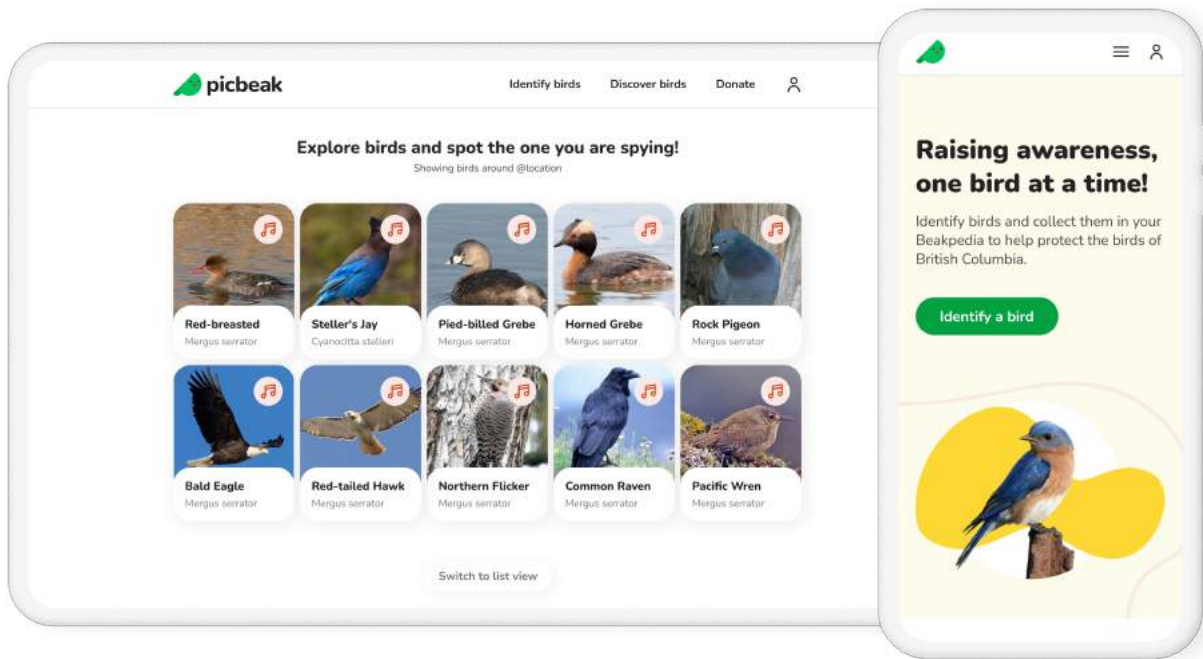 picbeak
Identify birds
Discover birds
Donate
Explore birds and spot the one you are spying!
Showing birds around @location
Red-breasted
Mergus serrator
Steller's Jay
Cyanocitta stelleri
Pied-billed Grebe
Mergus serrator
Horned Grebe
Mergus serrator
Rock Pigeon
Mergus serrator
Bald Eagle
Mergus serrator
Red-tailed Hawk
Mergus serrator
Northern Flicker
Mergus serrator
Common Raven
Mergus serrator
Pacific Wren
Mergus serrator
Switch to list view
Raising awareness,
one bird at a time!
Identify birds and collect them in your
Beakpedia to help protect the birds of
British Columbia.
Identify a bird